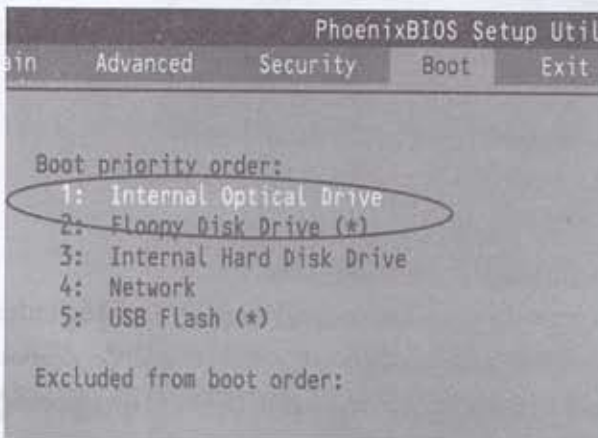 PhoenixBIOS Setup Util
ain Advanced Security Boot Exit
Boot priority order:
1: Internal Optical Drive
2: Floppy Disk Drive (*)
3: Internal Hard Disk Drive
4: Network
5: USB Flash (*)
Excluded from boot order: